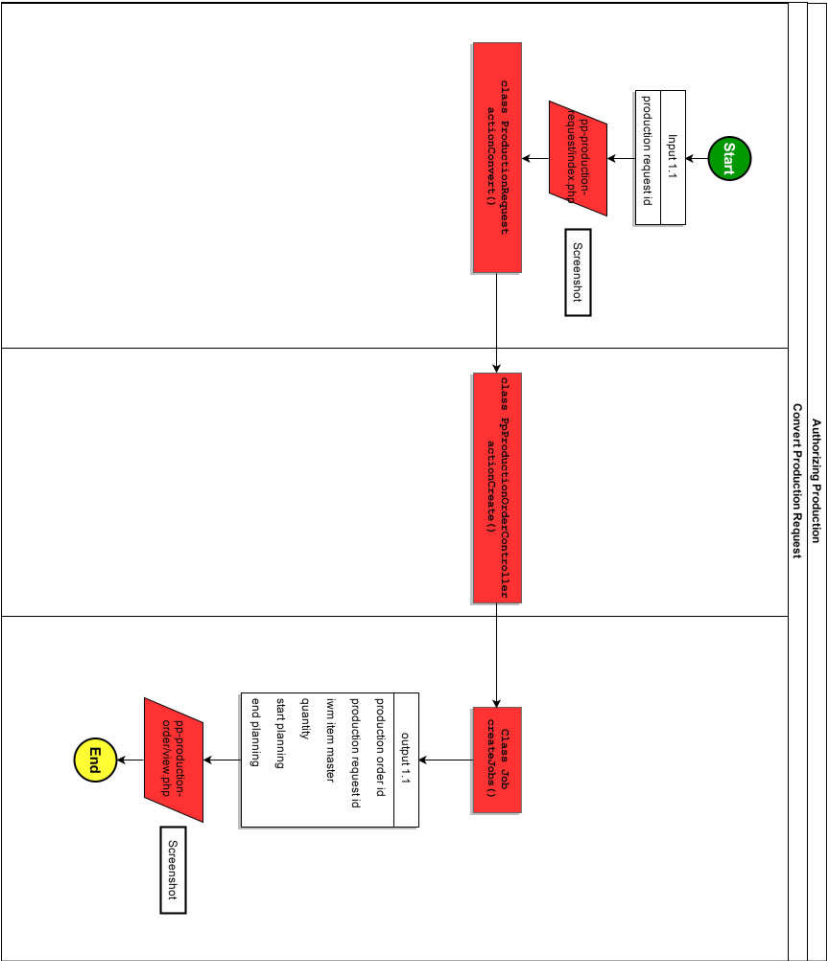 Authorizing Production
Convert Production Request
Start
Input 1.1
production request id
pp-production-
request/index.php
Screenshot
class ProductionRequest
actionConvert()
class PpProductionOrderController
actionCreate()
Class Job
createJobs()
output 1.1
production order id
production request id
iwm item master
quantity
start planning
end planning
pp-production-
order/view.php
Screenshot
End